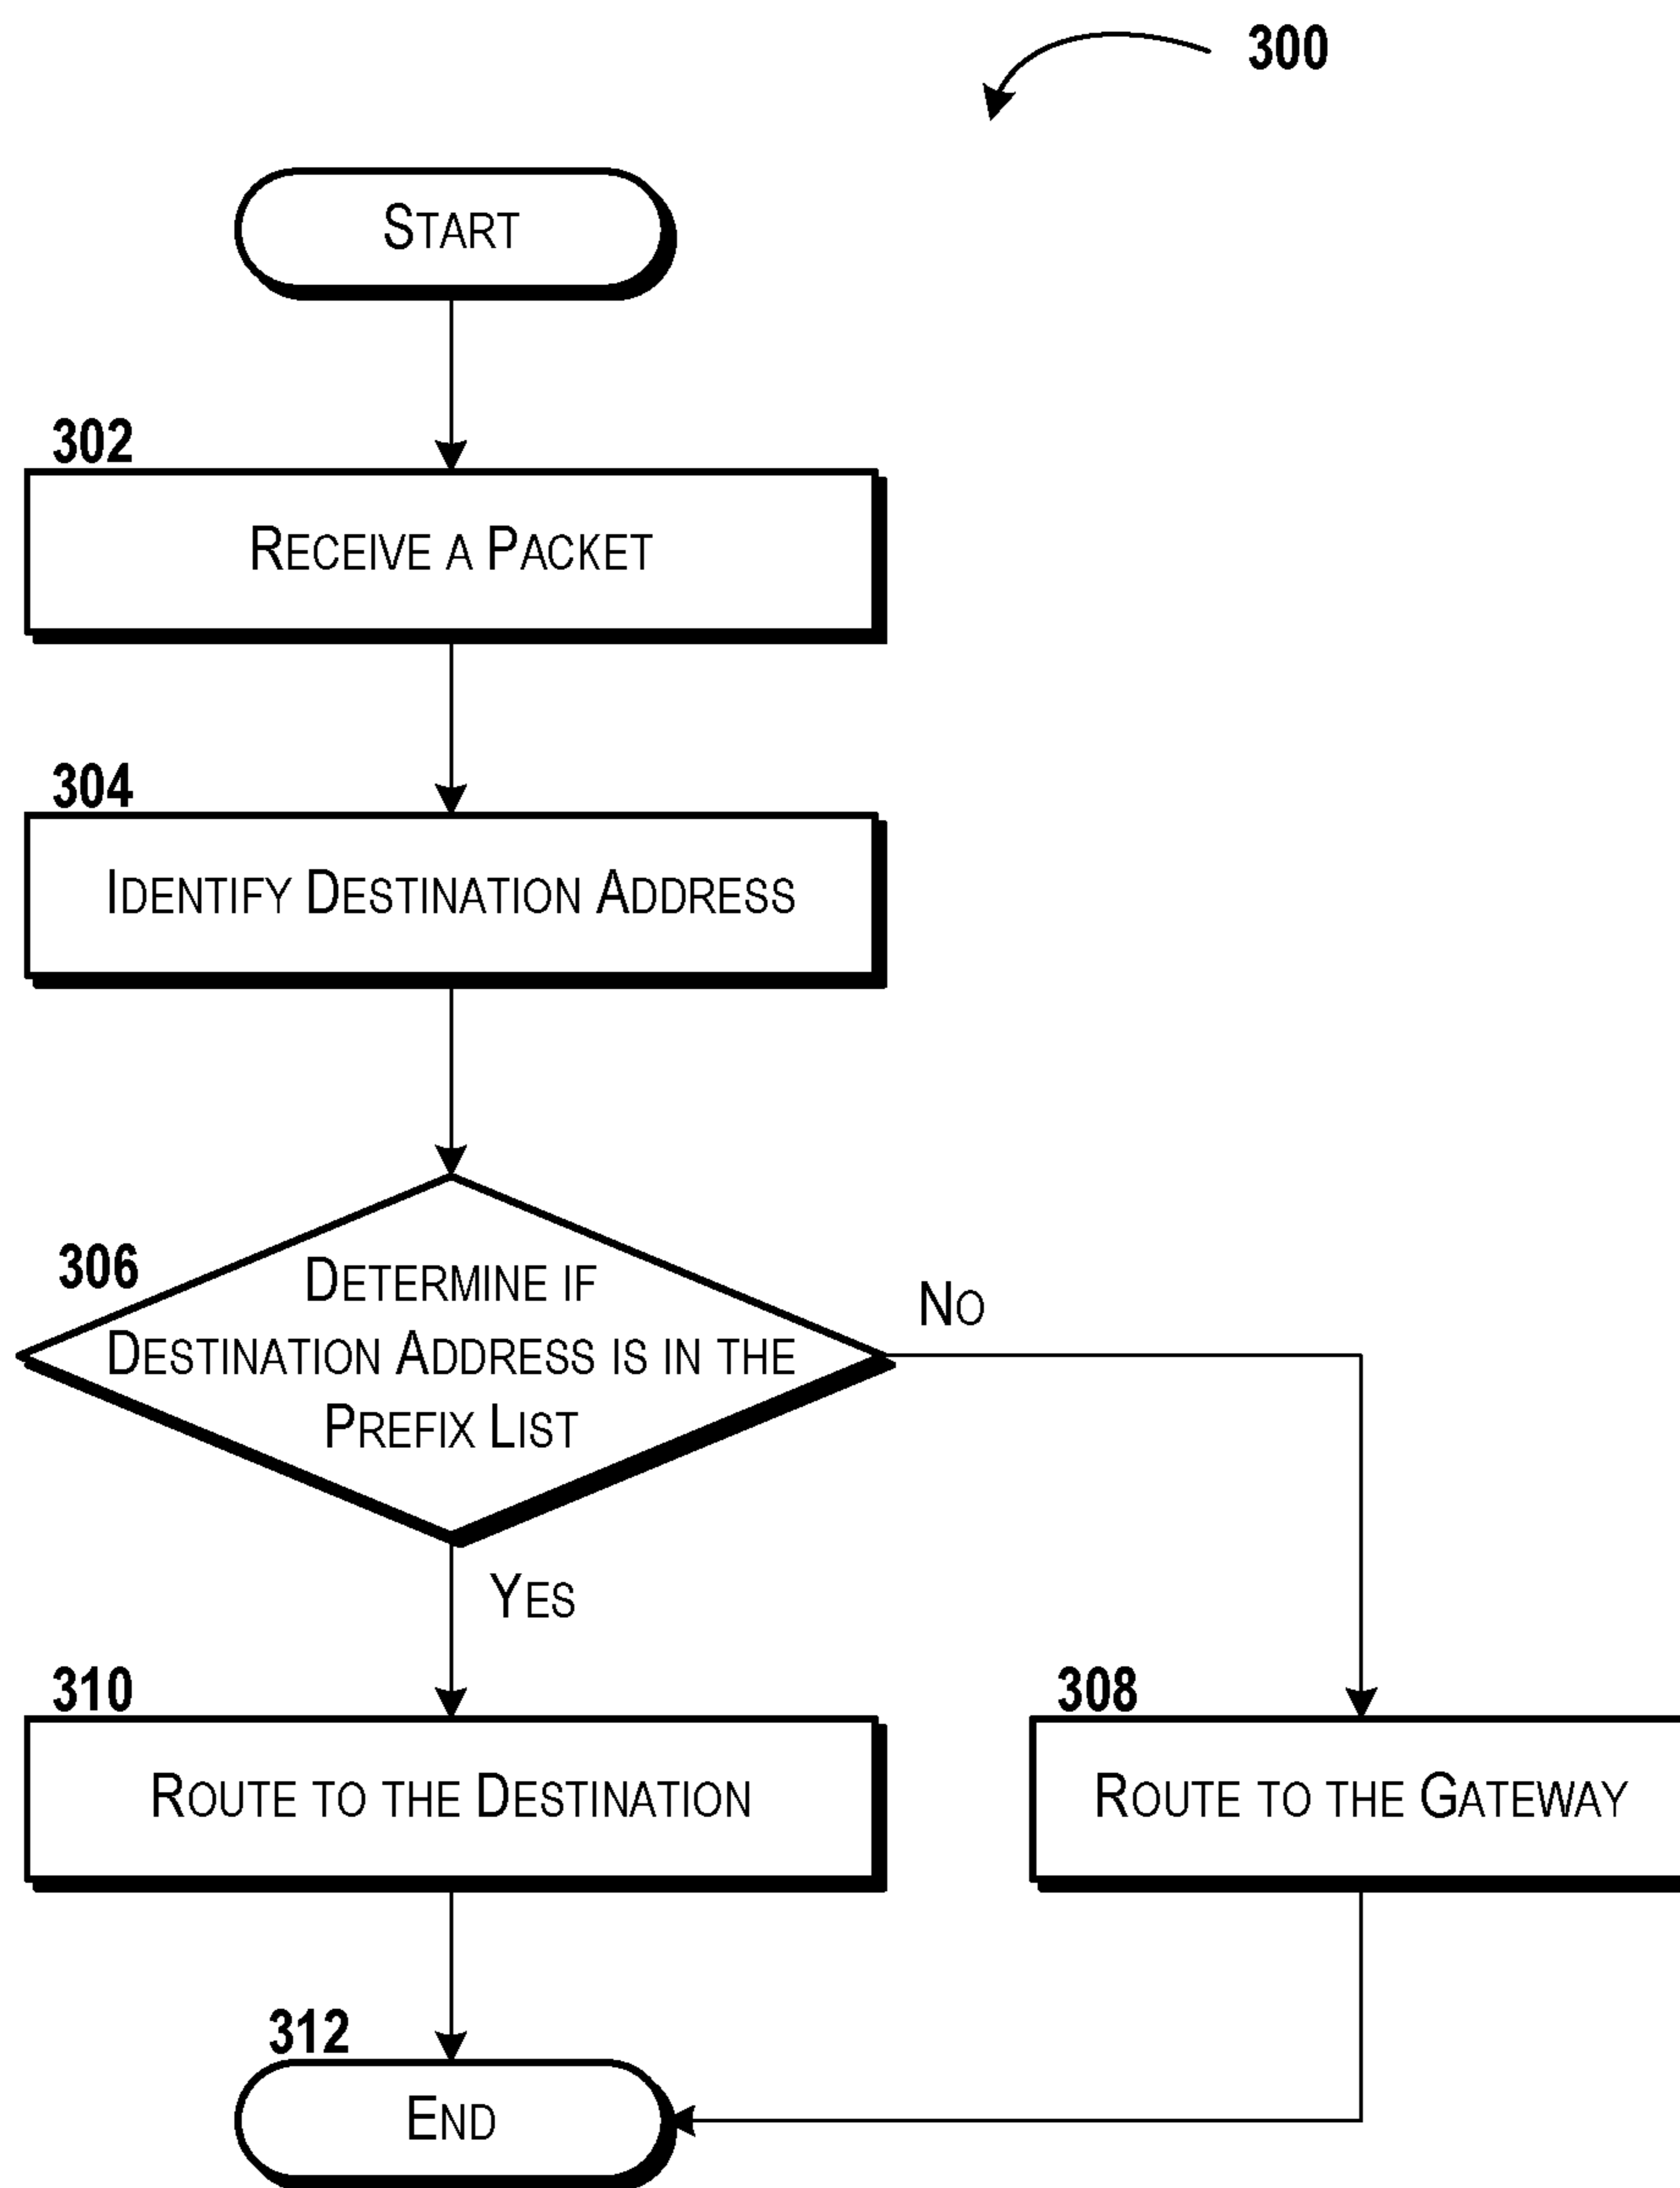 300
START
302
RECEIVE A PACKET
304
IDENTIFY DESTINATION ADDRESS
306
DETERMINE IF
DESTINATION ADDRESS IS IN THE
PREFIX LIST
NO
YES
310
ROUTE TO THE DESTINATION
308
ROUTE TO THE GATEWAY
312
END